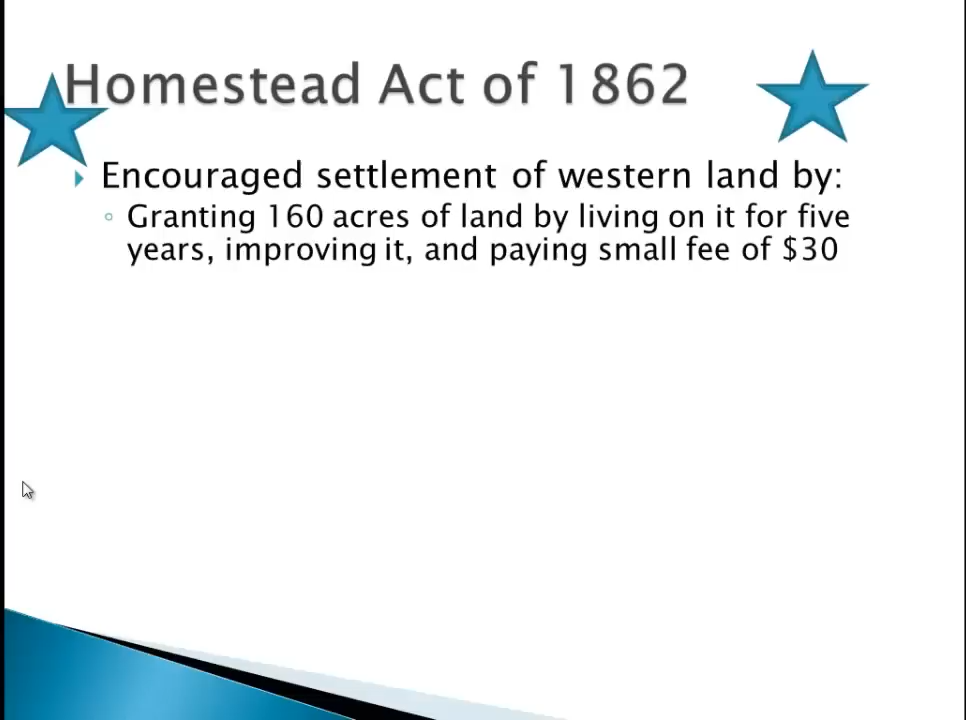 Homestead Act of 1862
Encouraged settlement of western land by:
Granting 160 acres of land by living on it for five
years, improving it, and paying small fee of $30